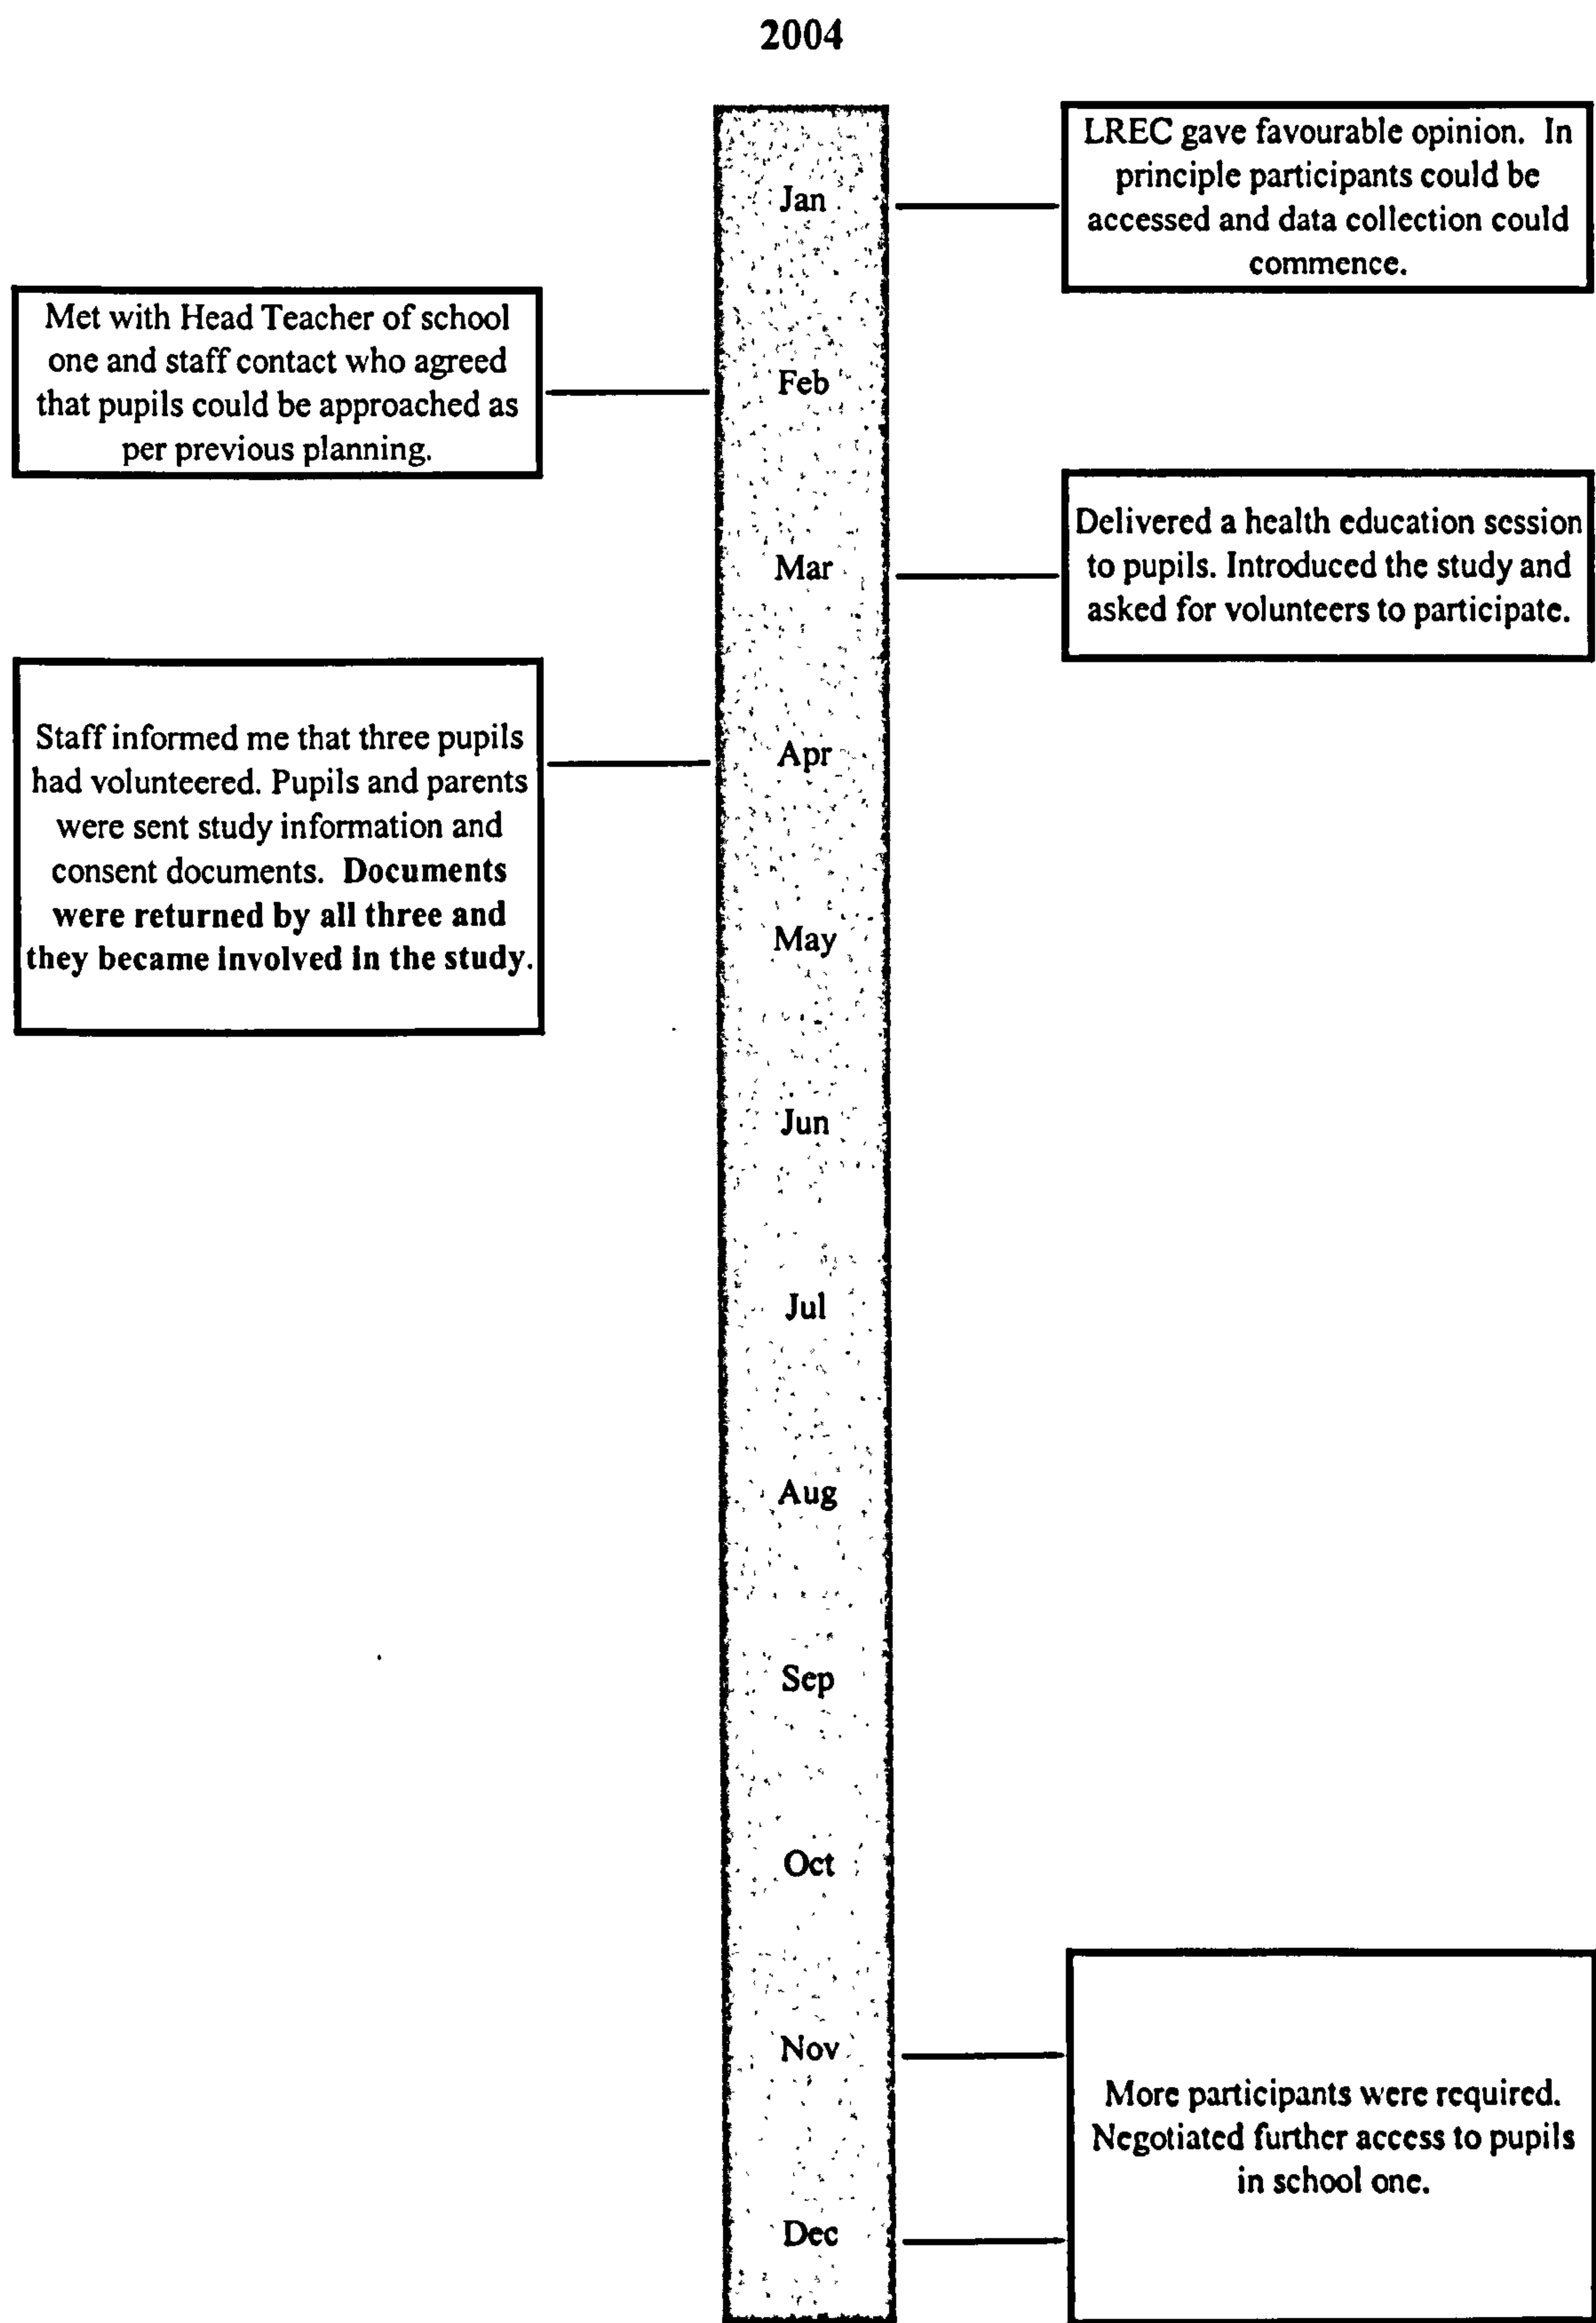 2004
Jan
LREC gave favourable opinion. In
principle participants could be
accessed and data collection could
commence.
Met with Head Teacher of school
one and staff contact who agreed
that pupils could be approached as
per previous planning.
Feb
Mar
Delivered a health education session
to pupils. Introduced the study and
asked for volunteers to participate.
Staff informed me that three pupils
had volunteered. Pupils and parents
were sent study information and
consent documents. Documents
were returned by all three and
they became involved in the study.
Apr
May
Jun
Jul
Aug
Sep
Oct
Nov
More participants were required.
Negotiated further access to pupils
in school one.
Dec